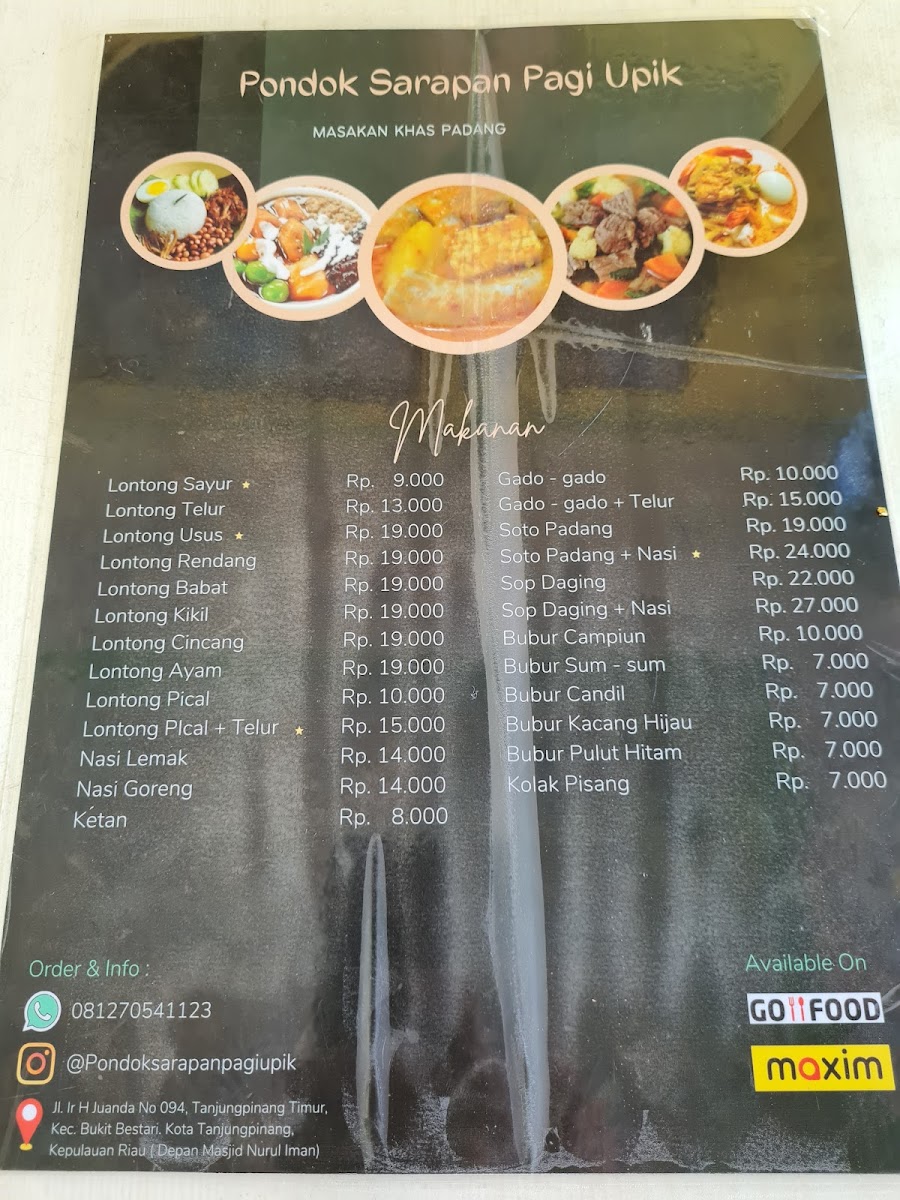 Pondok Sarapan Pagi Upik
MASAKAN KHAS PADANG
Makanan
Lontong Sayur Rp. 9.000
Lontong Telur Rp. 13.000
Lontong Usus Rp. 19.000
Lontong Rendang Rp. 19.000
Lontong Babat Rp. 19.000
Lontong Kikil Rp. 19.000
Lontong Cincang Rp. 19.000
Lontong Ayam Rp. 19.000
Lontong Pical Rp. 10.000
Lontong PIcal + Telur Rp. 15.000
Nasi Lemak Rp. 14.000
Nasi Goreng Rp. 14.000
Ketan Rp. 8.000
Gado - gado Rp. 10.000
Gado - gado + Telur Rp. 15.000
Soto Padang Rp. 19.000
Soto Padang + Nasi Rp. 24.000
Sop Daging Rp. 22.000
Sop Daging + Nasi Rp. 27.000
Bubur Campiun Rp. 10.000
Bubur Sum - sum Rp. 7.000
Bubur Candil Rp. 7.000
Bubur Kacang Hijau Rp. 7.000
Bubur Pulut Hitam Rp. 7.000
Kolak Pisang Rp. 7.000
Order & Info :
081270541123
@Pondoksarapanpagiupik
Jl. Ir H Juanda No 094, Tanjungpinang Timur,
Kec. Bukit Bestari. Kota Tanjungpinang,
Kepulauan Riau ( Depan Masjid Nurul Iman)
Available On
GO FOOD
maxim